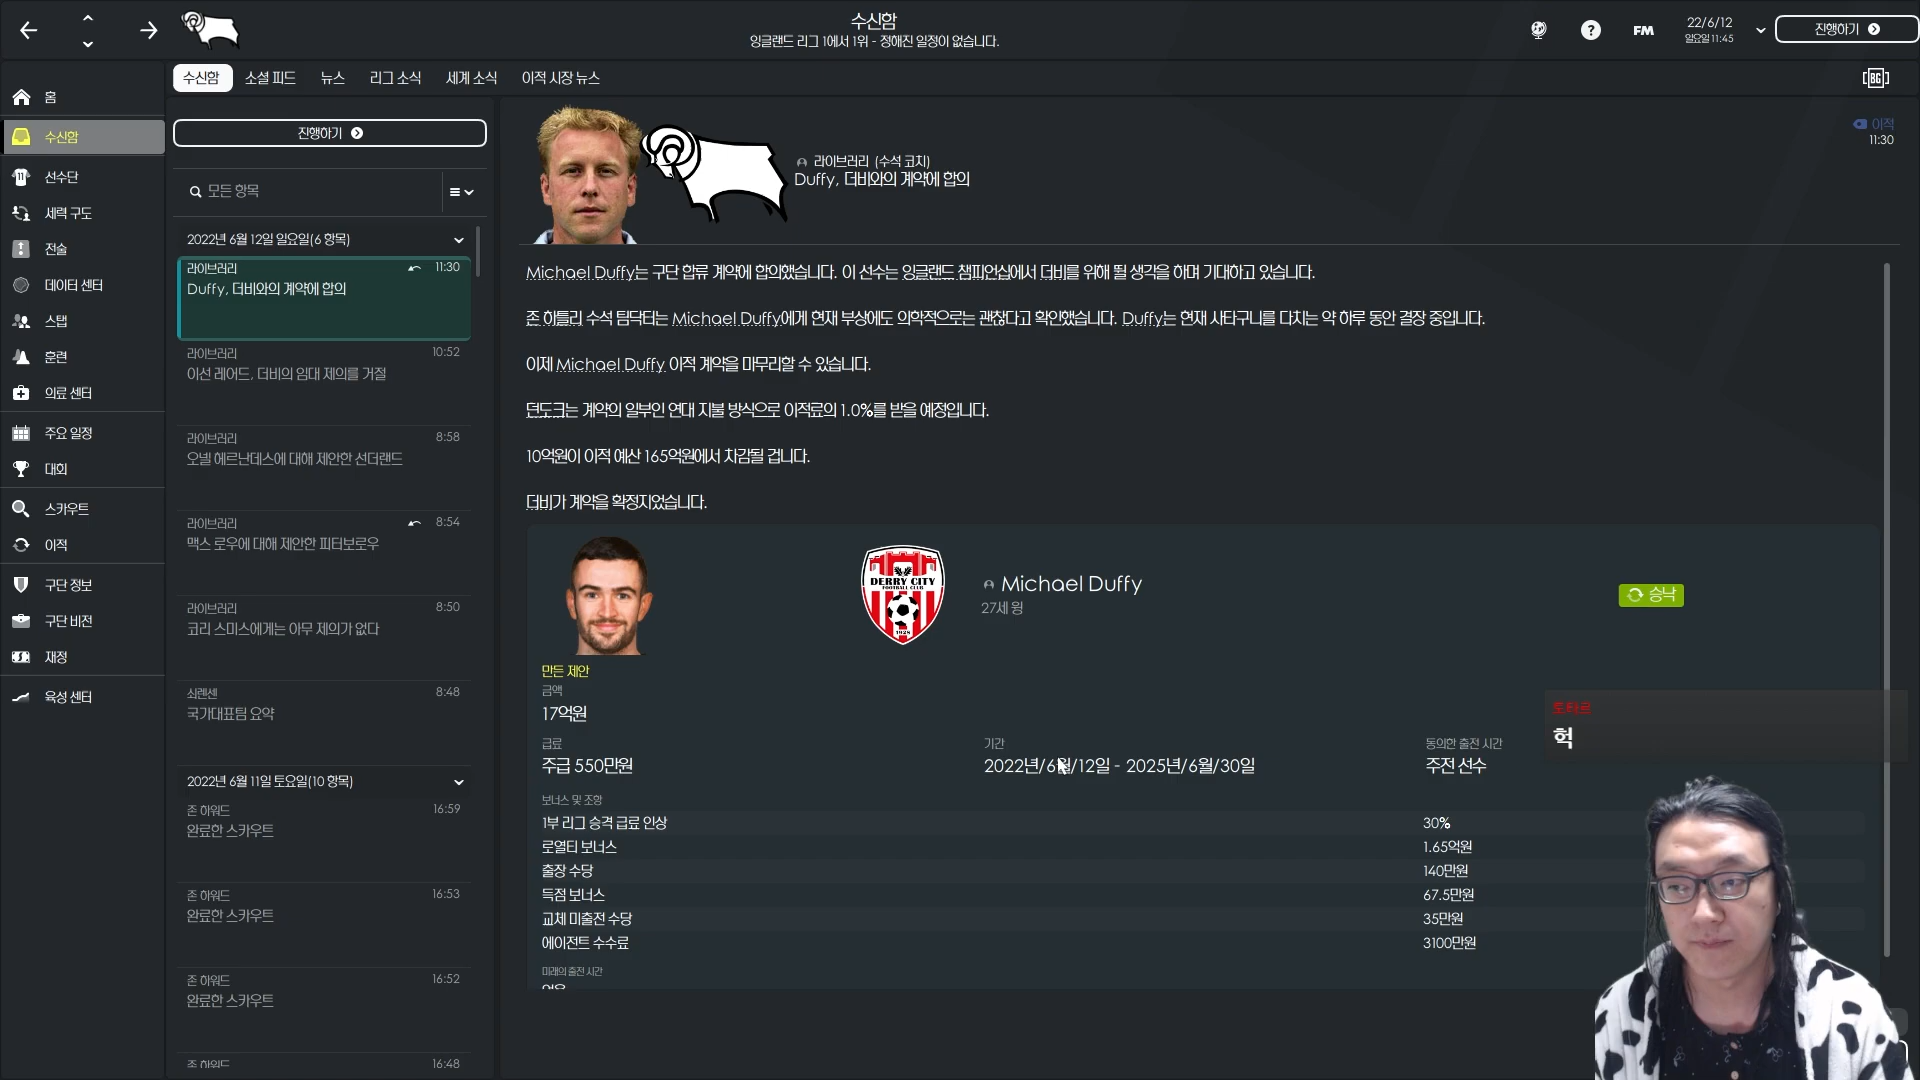 수신함
잉글랜드 리그 1에서 1위 - 정해진 일정이 없습니다.
FM
22/6/12
일요일 11:45
진행하기
홈
수신함
선수단
세력 구도
전술
데이터 센터
스탭
훈련
의료 센터
주요 일정
대회
스카우트
이적
구단 정보
구단 비전
재정
육성 센터
수신함
소셜 피드
뉴스
리그 소식
세계 소식
이적 시장 뉴스
BG
진행하기
모든 항목
2022년 6월 12일 일요일(6 항목)
라이브러리
11:30
Duffy, 더비와의 계약에 합의
라이브러리
10:52
이선 레어드, 더비의 임대 제의를 거절
라이브러리
8:58
오넬 에르난데스에 대해 제안한 선더랜드
라이브러리
8:54
맥스 로우에 대해 제안한 피터보로우
라이브러리
8:50
코리 스미스에게는 아무 제의가 없다
쇠렌센
8:48
국가대표팀 요약
2022년 6월 11일 토요일(10 항목)
존 하워드
16:59
완료한 스카우트
존 하워드
16:53
완료한 스카우트
존 하워드
16:52
완료한 스카우트
존 하워드
16:48
라이브러리 (수석 코치)
Duffy, 더비와의 계약에 합의
이적
11:30
Michael Duffy는 구단 합류 계약에 합의했습니다. 이 선수는 잉글랜드 챔피언십에서 더비를 위해 뛸 생각을 하며 기대하고 있습니다.
존 히틀리 수석 팀닥터는 Michael Duffy에게 현재 부상에도 의학적으로는 괜찮다고 확인했습니다. Duffy는 현재 사타구니를 다치는 약 하루 동안 결장 중입니다.
이제 Michael Duffy 이적 계약을 마무리할 수 있습니다.
던도크는 계약의 일부인 연대 지불 방식으로 이적료의 1.0%를 받을 예정입니다.
10억원이 이적 예산 165억원에서 차감될 겁니다.
더비가 계약을 확정지었습니다.
DERRY CITY
FOOTBALL CLUB
1928
Michael Duffy
27세 윙
승낙
만든 제안
금액
17억원
급료
주급 550만원
기간
2022년/6월/12일 - 2025년/6월/30일
동의한 출전 시간
주전 선수
보너스 및 조항
1부 리그 승격 급료 인상
30%
로열티 보너스
1.65억원
출장 수당
140만원
득점 보너스
67.5만원
교체 미출전 수당
35만원
에이전트 수수료
3100만원
미래의 출전 시간
없음
토타르
헉